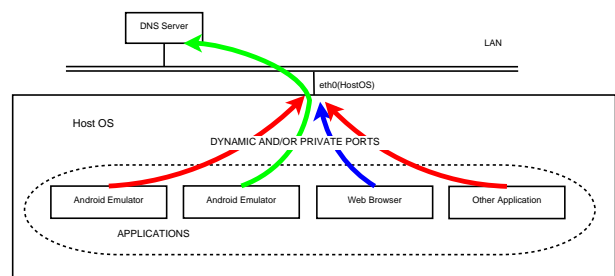 DNS Server
LAN
eth0(HostOS)
Host OS
DYNAMIC AND/OR PRIVATE PORTS
Android Emulator
Android Emulator
Web Browser
Other Application
APPLICATIONS